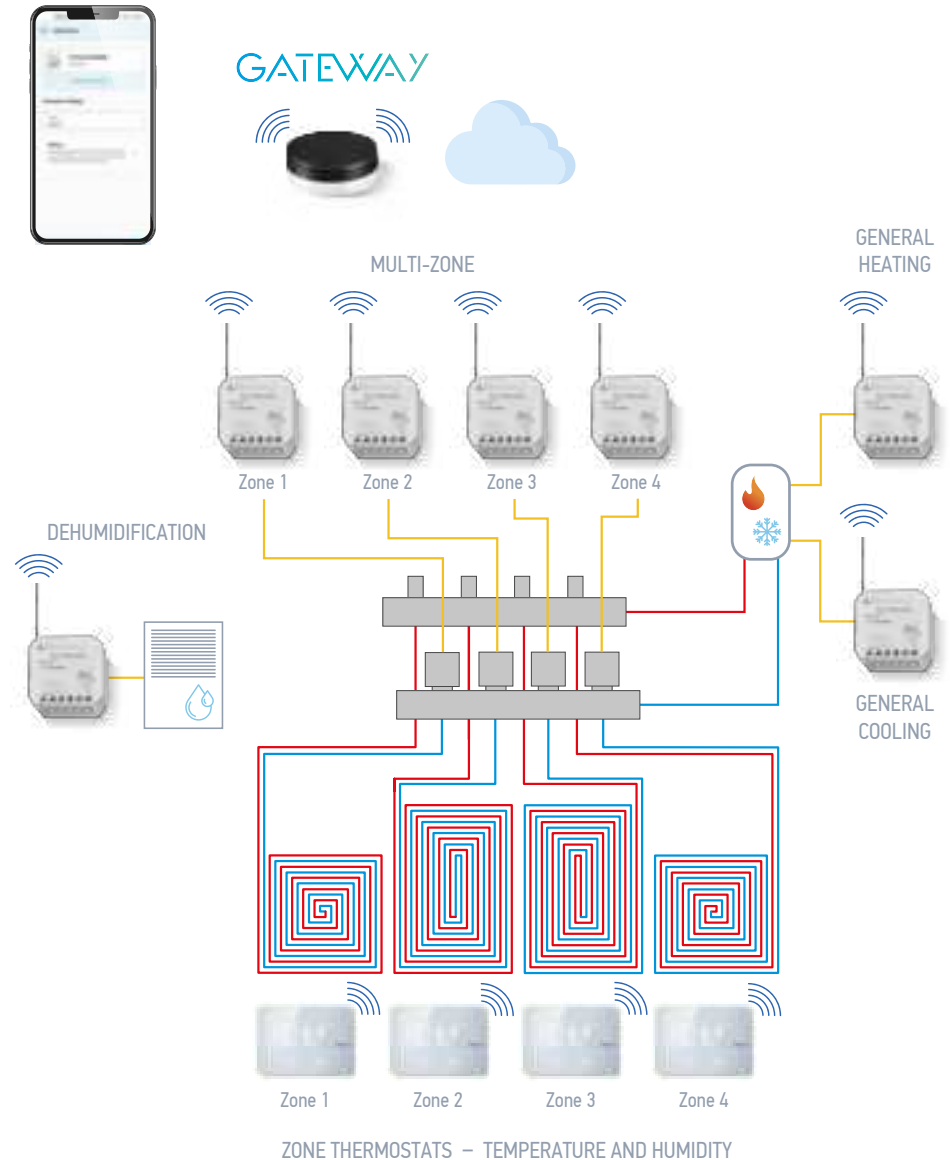 GATEWAY
MULTI-ZONE
GENERAL
HEATING
Zone 1
Zone 2
Zone 3
Zone 4
DEHUMIDIFICATION
GENERAL
COOLING
Zone 1
Zone 2
Zone 3
Zone 4
ZONE THERMOSTATS – TEMPERATURE AND HUMIDITY